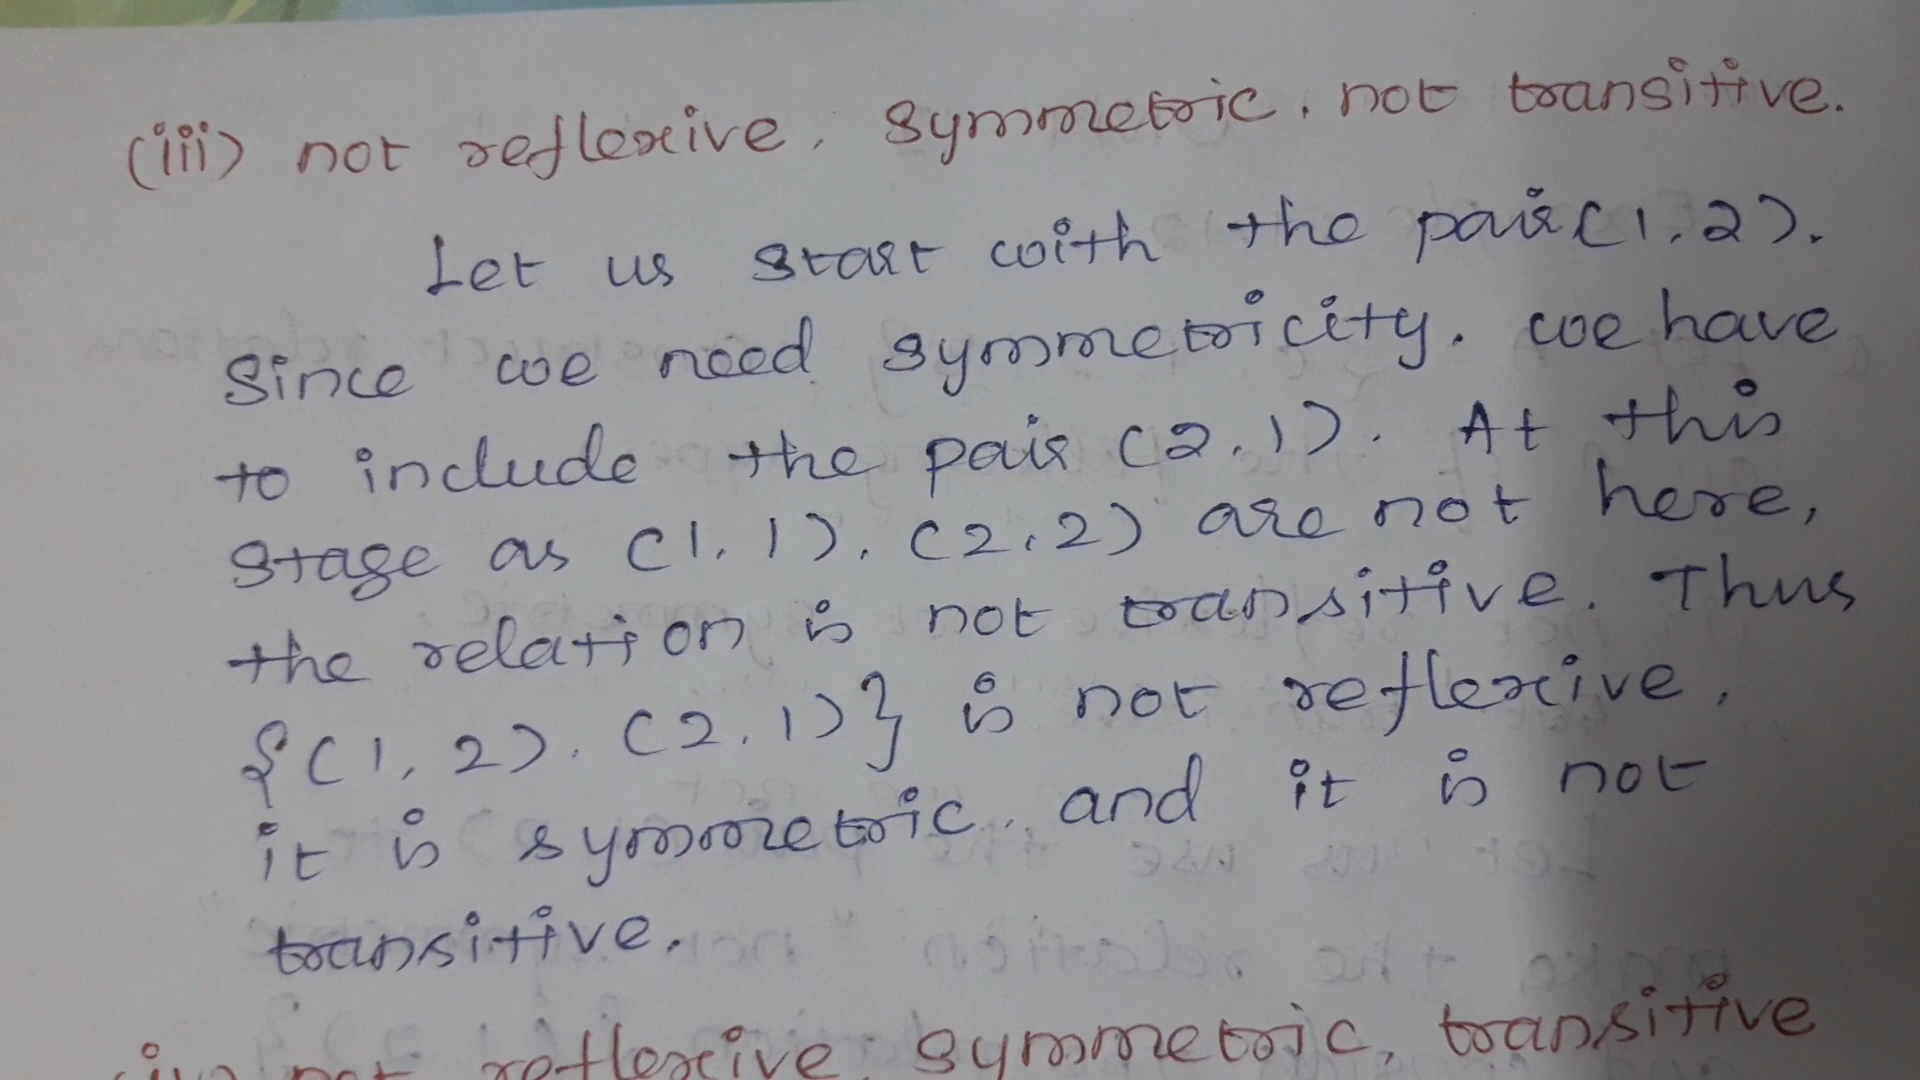 (iii) not reflexive, symmetric, not transitive.
Let us start with the pair (1,2).
Since we need symmetricity, we have
to include the pair (2,1). At this
stage as (1,1), (2,2) are not here,
the relation is not transitive. Thus
{(1,2), (2,1)} is not reflexive,
it is symmetric, and it is not
transitive.
(iv) not reflexive, symmetric, transitive